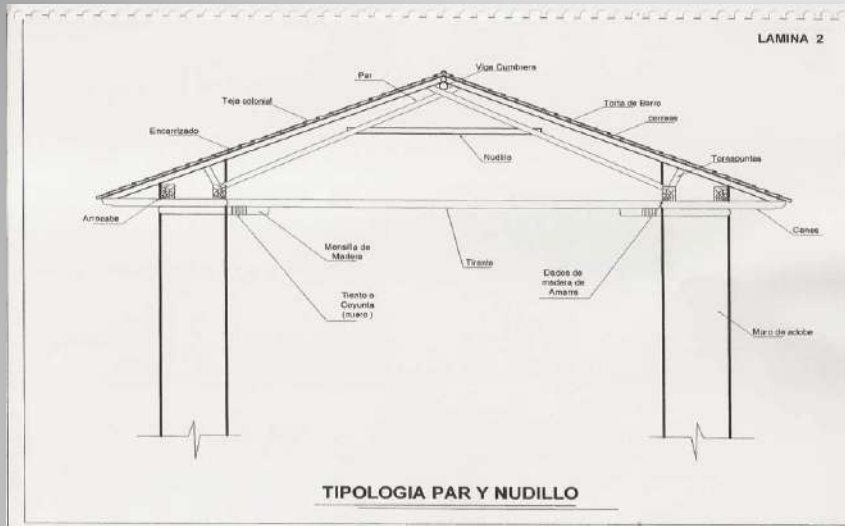 LAMINA 2
Viga Cumbrera
Par
Teja colonial
Torta de Barro
correas
Encarrizado
Nudillo
Tornapuntas
Arrocabe
Canes
Mensilla de
Madera
Tirante
Dados de
madera de
Amarre
Tiento o
Coyunta
(cuero)
Muro de adobe
TIPOLOGIA PAR Y NUDILLO